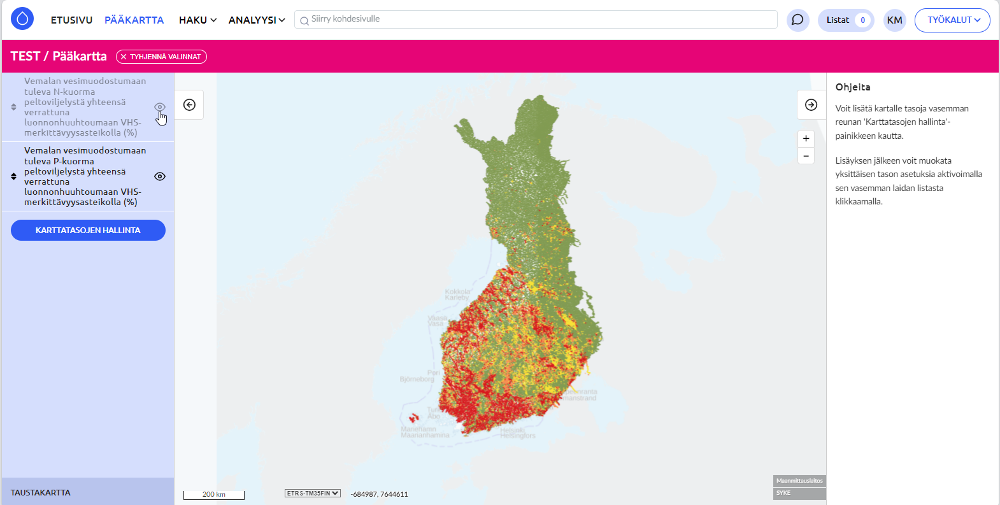 ETUSIVU PÄÄKARTTA HAKU ANALYYSI Siirry kohdesivulle Listat 0 KM TYÖKALUT
TEST / Pääkartta TYHJENNÄ VALINNAT
Vemalan vesimuodostumaan
tuleva N-kuorma
peltoviljelystä yhteensä
verrattuna
luonnonhuuhtoumaan VHS-
merkittävyysasteikolla (%)
Vemalan vesimuodostumaan
tuleva P-kuorma
peltoviljelystä yhteensä
verrattuna
luonnonhuuhtoumaan VHS-
merkittävyysasteikolla (%)
KARTTATASOJEN HALLINTA
TAUSTAKARTTA
+
−
Kokkola
Karleby
Vaasa
Vasa
Pori
Björneborg
Åbo
Mariehamn
Maarianhamina
Helsinki
Helsingfors
200 km
ETRS-TM35FIN
-684987, 7644611
Maanmittauslaitos
SYKE
Ohjeita
Voit lisätä kartalle tasoja vasemman
reunan 'Karttatasojen hallinta'-
painikkeen kautta.
Lisäyksen jälkeen voit muokata
yksittäisen tason asetuksia aktivoimalla
sen vasemman laidan listasta
klikkaamalla.